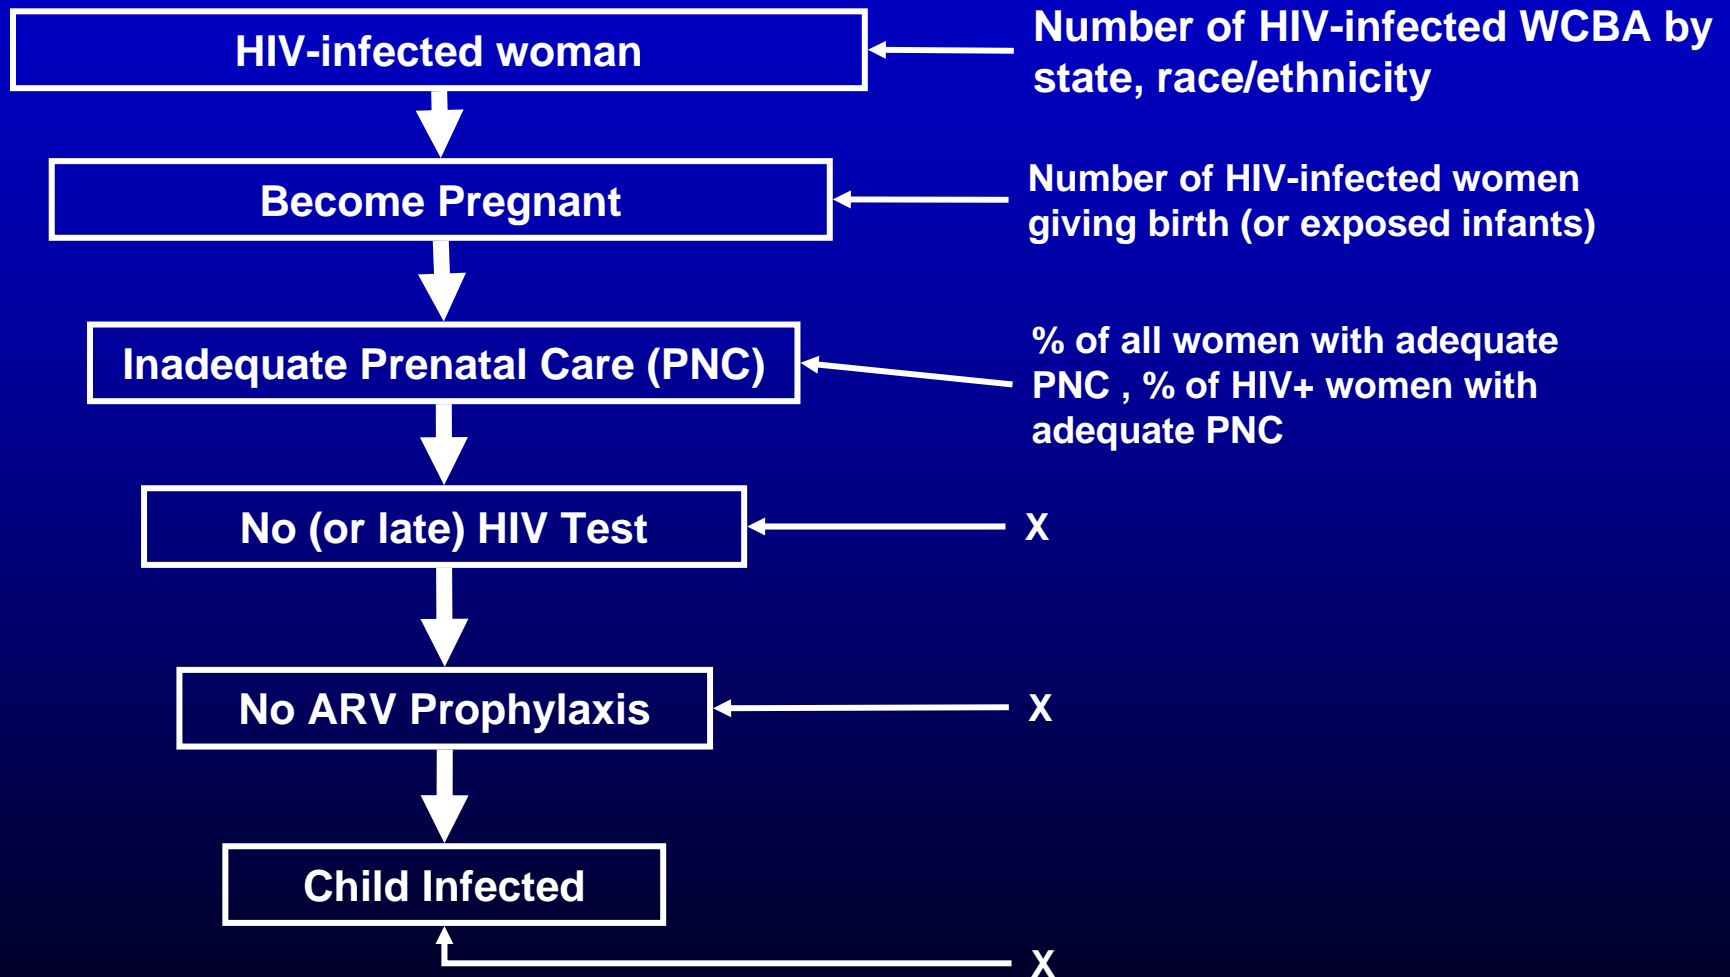 HIV-infected woman
Number of HIV-infected WCBA by
state, race/ethnicity
Become Pregnant
Number of HIV-infected women
giving birth (or exposed infants)
Inadequate Prenatal Care (PNC)
% of all women with adequate
PNC , % of HIV+ women with
adequate PNC
No (or late) HIV Test
X
No ARV Prophylaxis
X
Child Infected
X